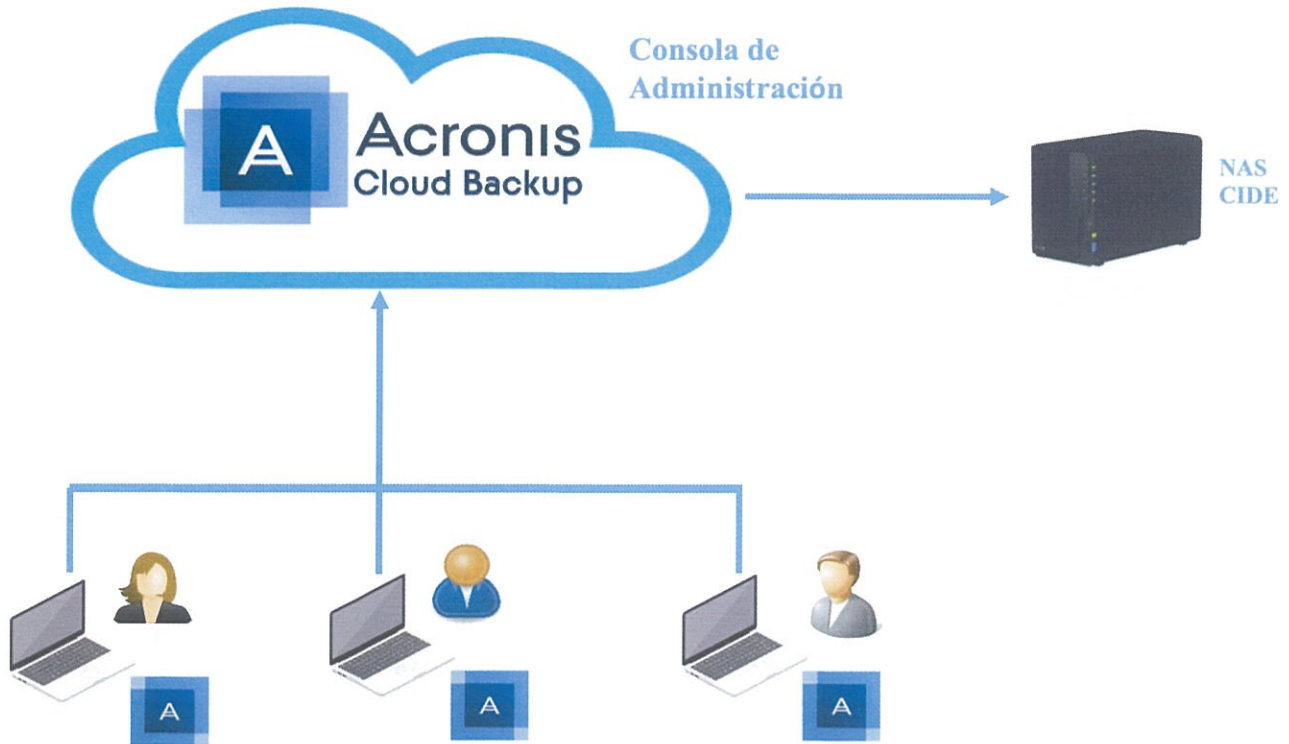 Consola de
Administración
A
Acronis
Cloud Backup
NAS
CIDE
A
A
A